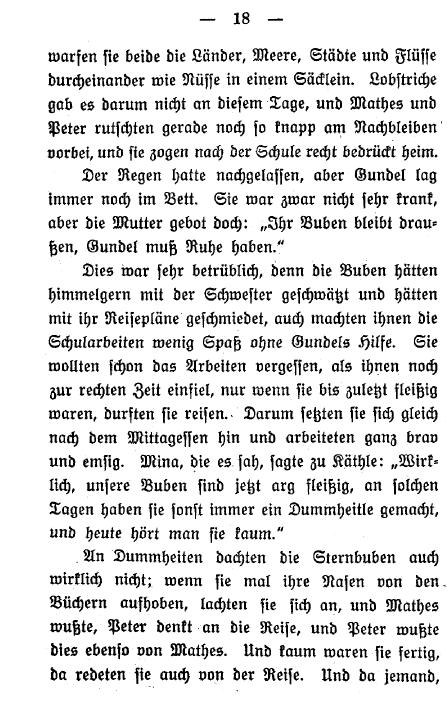 — 18 —
warfen sie beide die Länder, Meere, Städte und Flüsse
durcheinander wie Nüsse in einem Säcklein. Lobstriche
gab es darum nicht an diesem Tage, und Mathes und
Peter rutschten gerade noch so knapp am Nachbleiben
vorbei, und sie zogen nach der Schule recht bedrückt heim.
Der Regen hatte nachgelassen, aber Gundel lag
immer noch im Bett. Sie war zwar nicht sehr krank,
aber die Mutter gebot doch: „Ihr Buben bleibt drau-
ßen, Gundel muß Ruhe haben.“
Dies war sehr betrüblich, denn die Buben hätten
himmelgern mit der Schwester geschwätzt und hätten
mit ihr Reisepläne geschmiedet, auch machten ihnen die
Schularbeiten wenig Spaß ohne Gundels Hilfe. Sie
wollten schon das Arbeiten vergessen, als ihnen noch
zur rechten Zeit einfiel, nur wenn sie bis zuletzt fleißig
waren, durften sie reisen. Darum setzten sie sich gleich
nach dem Mittagessen hin und arbeiteten ganz brav
und emsig. Mina, die es sah, sagte zu Käthle: „Wirk-
lich, unsere Buben sind jetzt arg fleißig, an solchen
Tagen haben sie sonst immer ein Dummheitle gemacht,
und heute hört man sie kaum.“
An Dummheiten dachten die Sternbuben auch
wirklich nicht; wenn sie mal ihre Nasen von den
Büchern aufhoben, lachten sie sich an, und Mathes
wußte, Peter denkt an die Reise, und Peter wußte
dies ebenso von Mathes. Und kaum waren sie fertig,
da redeten sie auch von der Reise. Und da jemand,